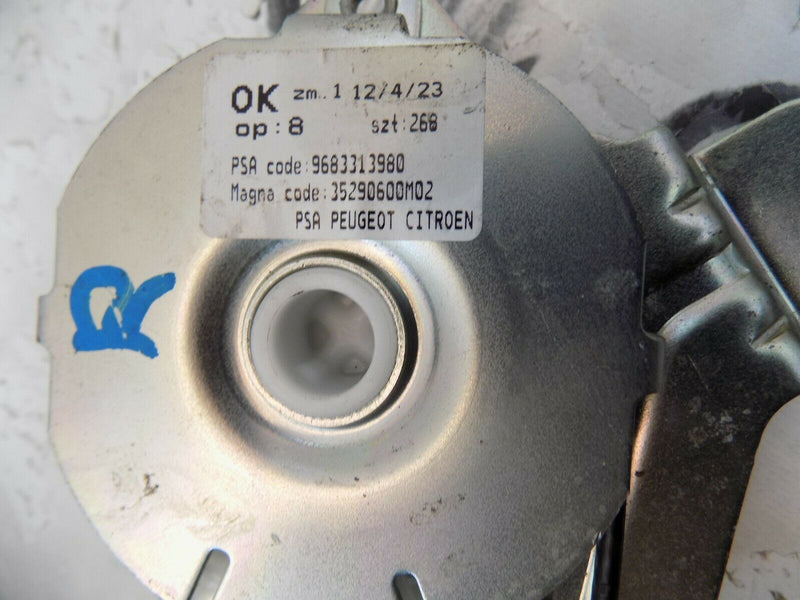 OK zm..1 12/4/23
op:8 szt:268
PSA code:9683313980
Magna code:35290600M02
PSA PEUGEOT CITROEN
R